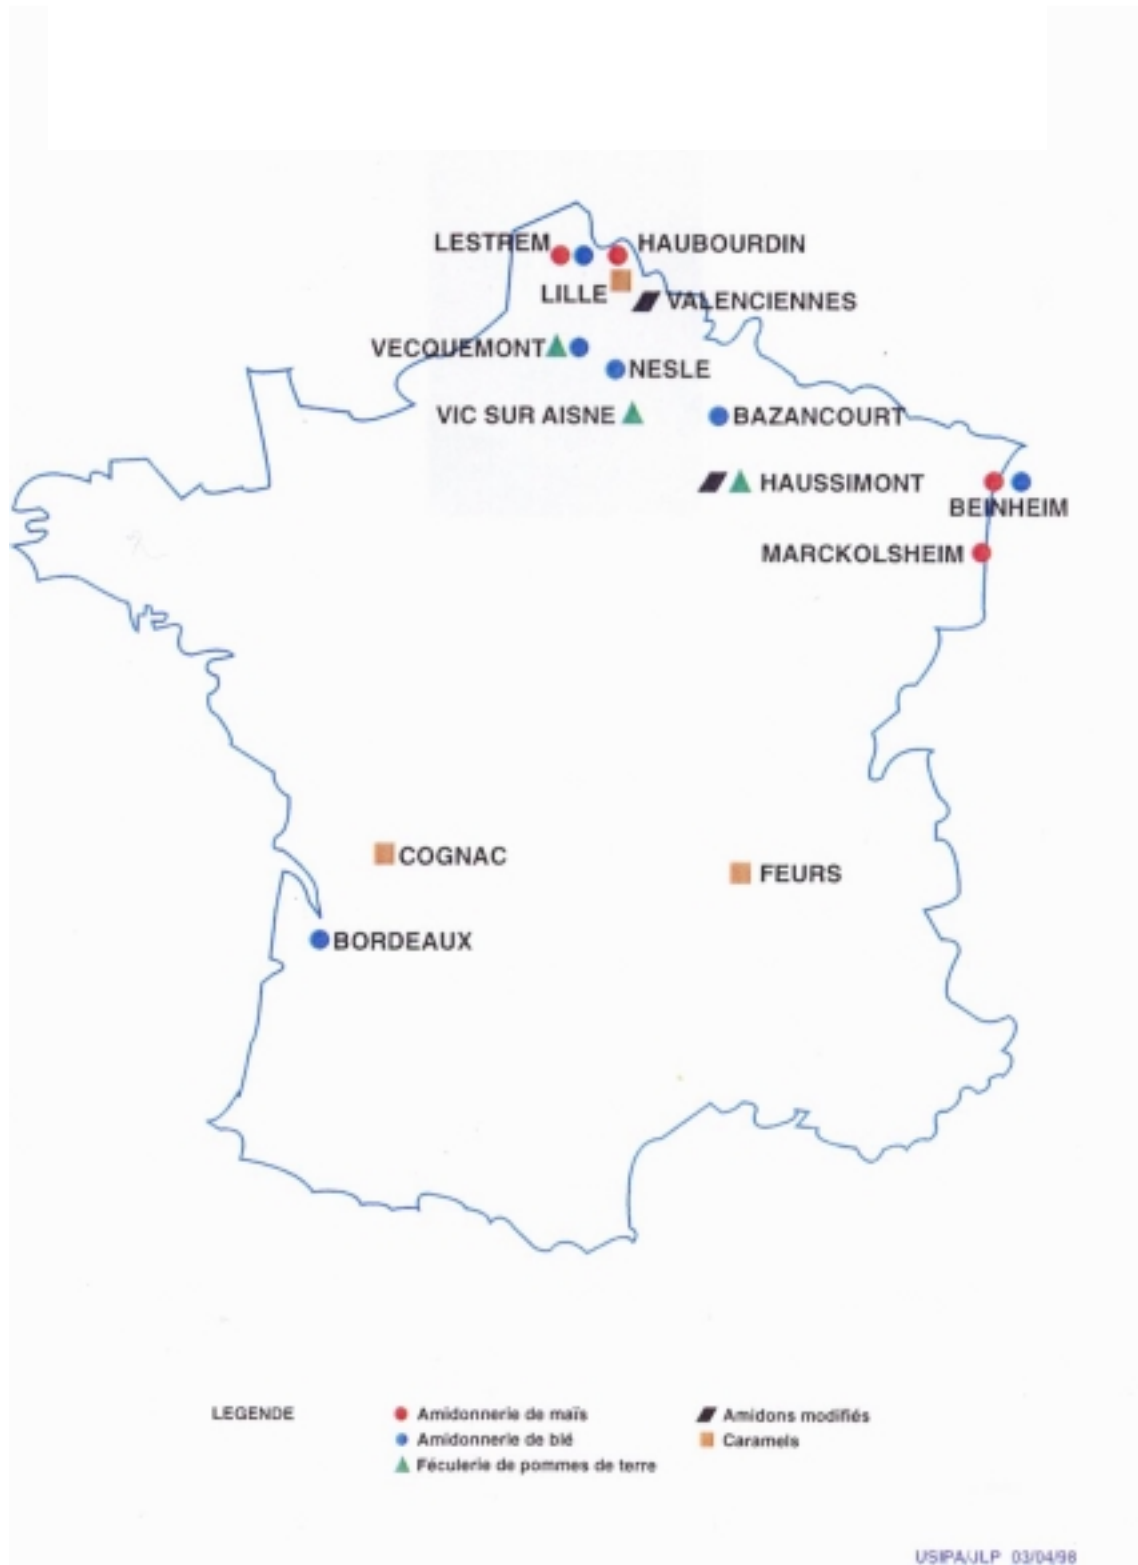 LESTREM
HAUBOURDIN
LILLE
VALENCIENNES
VECQUEMONT
NESLE
VIC SUR AISNE
BAZANCOURT
HAUSSIMONT
BEINHEIM
MARCKOLSHEIM
COGNAC
FEURS
BORDEAUX
LEGENDE
Amidonnerie de maïs
Amidonnerie de blé
Féculerie de pommes de terre
Amidons modifiés
Caramels
USIPA/JLP 03/04/98